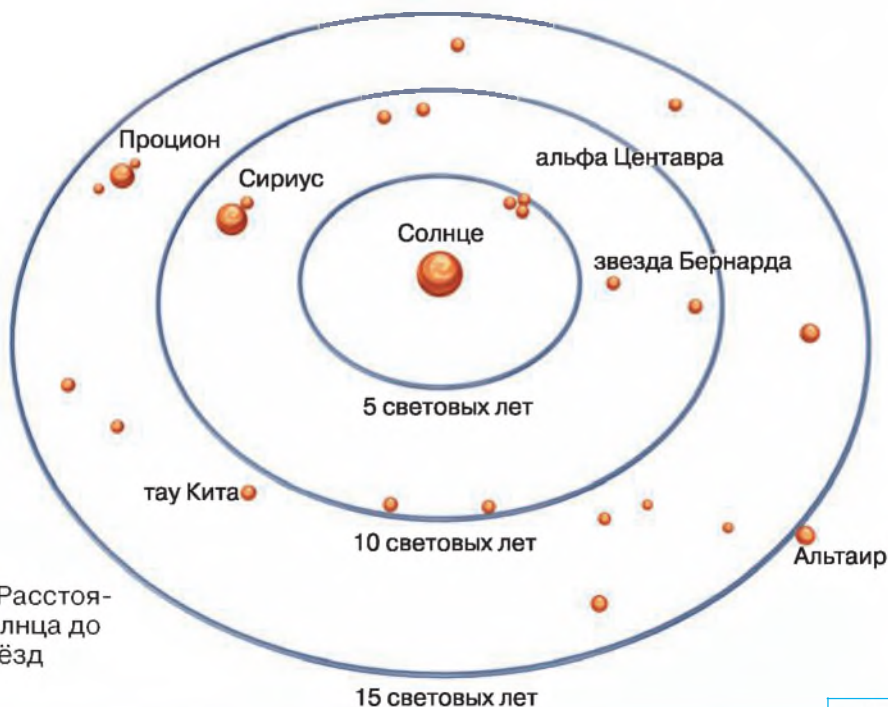 Процион
Сириус
альфа Центавра
Солнце
звезда Бернарда
5 световых лет
тау Кита
10 световых лет
Альтаир
Расстоя-
лнца до
ёзд
15 световых лет